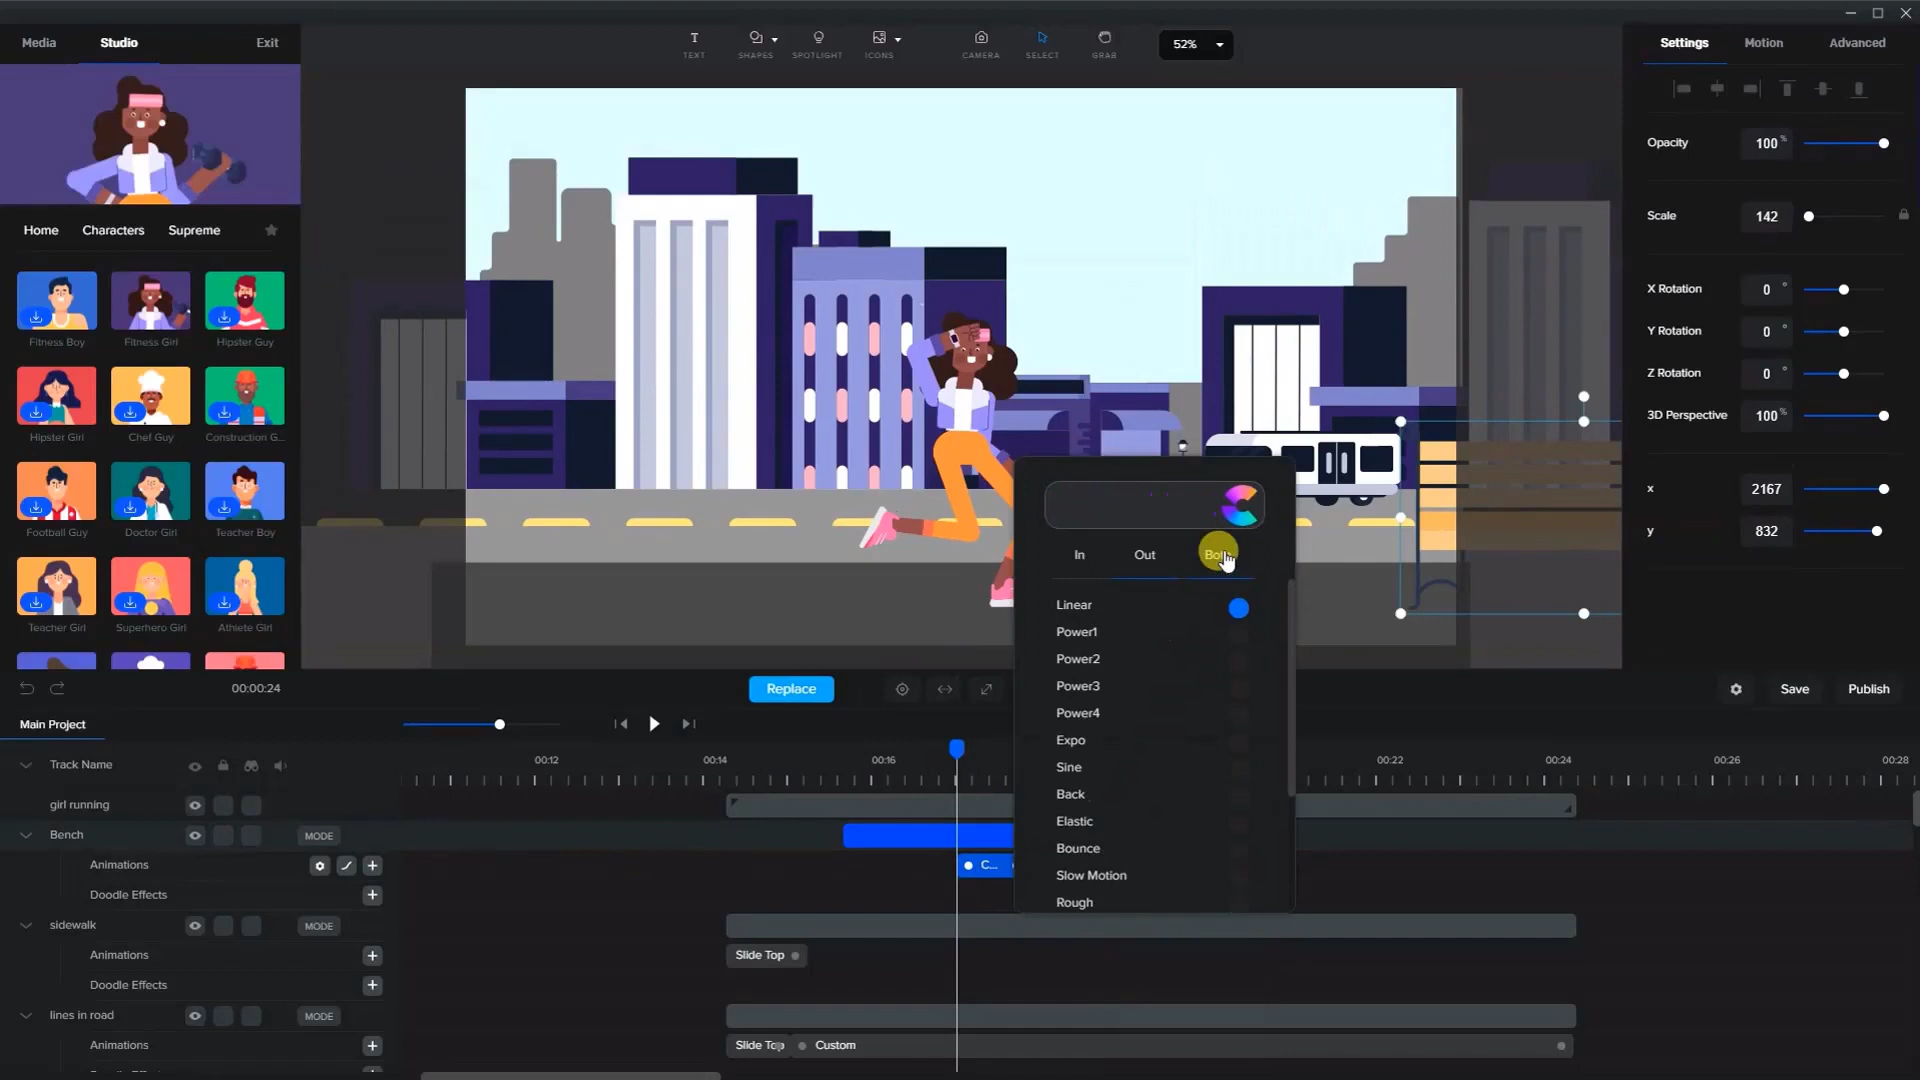 Media Studio Exit
TEXT SHAPES SPOTLIGHT ICONS CAMERA SELECT GRAB 52%
Settings Motion Advanced
Opacity 100 %
Scale 142
X Rotation 0 °
Y Rotation 0 °
Z Rotation 0 °
3D Perspective 100 %
x 2167
y 832
Home Characters Supreme
Fitness Boy Fitness Girl Hipster Guy
Hipster Girl Chef Guy Construction G...
Football Guy Doctor Girl Teacher Boy
Teacher Girl Superhero Girl Athlete Girl
In Out
Linear
Power1
Power2
Power3
Power4
Expo
Sine
Back
Elastic
Bounce
Slow Motion
Rough
00:00:24 Replace Save Publish
Main Project
Track Name 00:12 00:14 00:16 00:22 00:24 00:28
girl running
Bench MODE
Animations C...
Doodle Effects
sidewalk MODE
Animations Slide Top
Doodle Effects
lines in road MODE
Animations Slide Top Custom